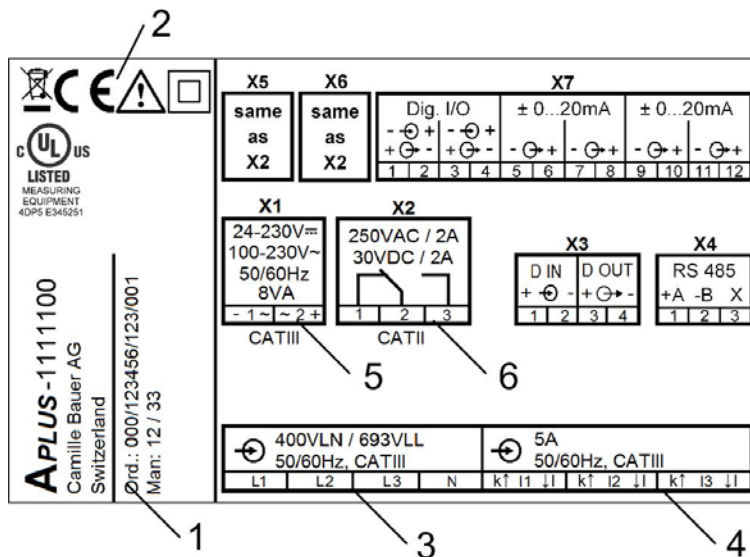 2
CE
C UL US
LISTED
MEASURING
EQUIPMENT
4DP5 E345251
APLUS-1111100
Camille Bauer AG
Switzerland
Ord.: 000/123456/123/001
Man: 12 / 33
1
X5
same
as
X2
X6
same
as
X2
X7
Dig. I/O
± 0...20mA
± 0...20mA
- + - +
+ - + - - + - + - + - +
1 2 3 4 5 6 7 8 9 10 11 12
X1
24-230V⎓
100-230V~
50/60Hz
8VA
- 1 ~ ~ 2 +
CATIII
5
X2
250VAC / 2A
30VDC / 2A
1 2 3
CATII
6
X3
D IN D OUT
+ - + -
1 2 3 4
X4
RS 485
+A -B X
1 2 3
400VLN / 693VLL
50/60Hz, CATIII
L1 L2 L3 N
3
5A
50/60Hz, CATIII
k↑ I1 ↓l k↑ I2 ↓l k↑ I3 ↓l
4